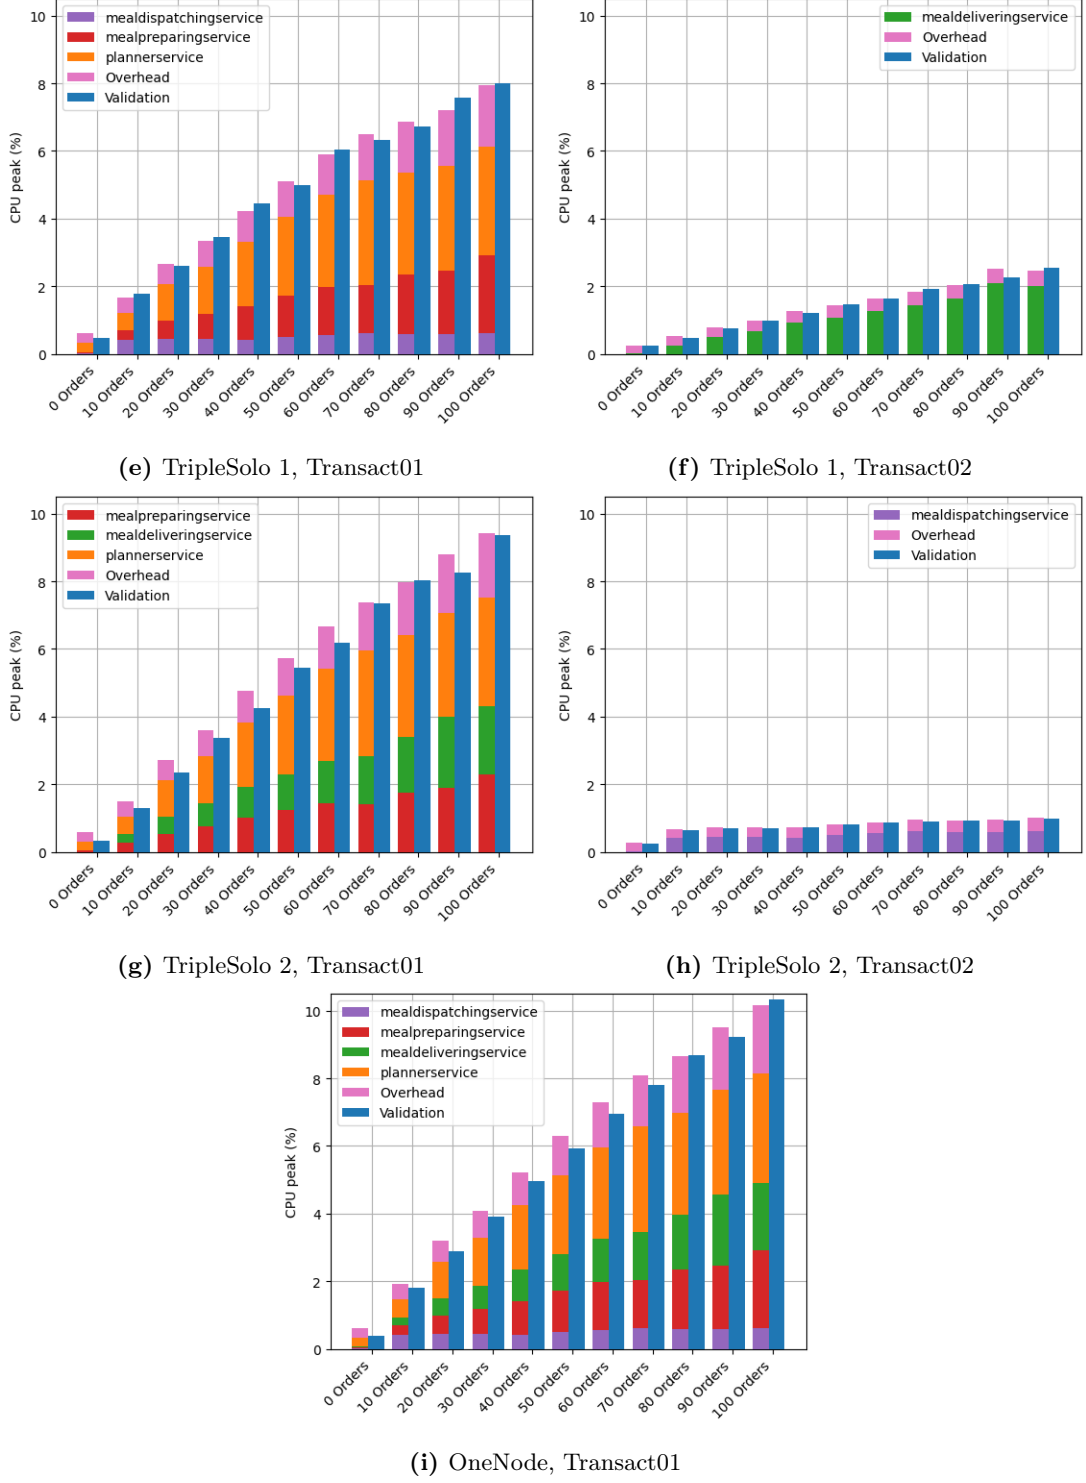 10
8
6
4
2
0
CPU peak (%)
mealdispatchingservice
mealpreparingservice
plannerservice
Overhead
Validation
0 Orders
10 Orders
20 Orders
30 Orders
40 Orders
50 Orders
60 Orders
70 Orders
80 Orders
90 Orders
100 Orders
(e) TripleSolo 1, Transact01
10
8
6
4
2
0
CPU peak (%)
mealdeliveringservice
Overhead
Validation
0 Orders
10 Orders
20 Orders
30 Orders
40 Orders
50 Orders
60 Orders
70 Orders
80 Orders
90 Orders
100 Orders
(f) TripleSolo 1, Transact02
10
8
6
4
2
0
CPU peak (%)
mealpreparingservice
mealdeliveringservice
plannerservice
Overhead
Validation
0 Orders
10 Orders
20 Orders
30 Orders
40 Orders
50 Orders
60 Orders
70 Orders
80 Orders
90 Orders
100 Orders
(g) TripleSolo 2, Transact01
10
8
6
4
2
0
CPU peak (%)
mealdispatchingservice
Overhead
Validation
0 Orders
10 Orders
20 Orders
30 Orders
40 Orders
50 Orders
60 Orders
70 Orders
80 Orders
90 Orders
100 Orders
(h) TripleSolo 2, Transact02
10
8
6
4
2
0
CPU peak (%)
mealdispatchingservice
mealpreparingservice
mealdeliveringservice
plannerservice
Overhead
Validation
0 Orders
10 Orders
20 Orders
30 Orders
40 Orders
50 Orders
60 Orders
70 Orders
80 Orders
90 Orders
100 Orders
(i) OneNode, Transact01